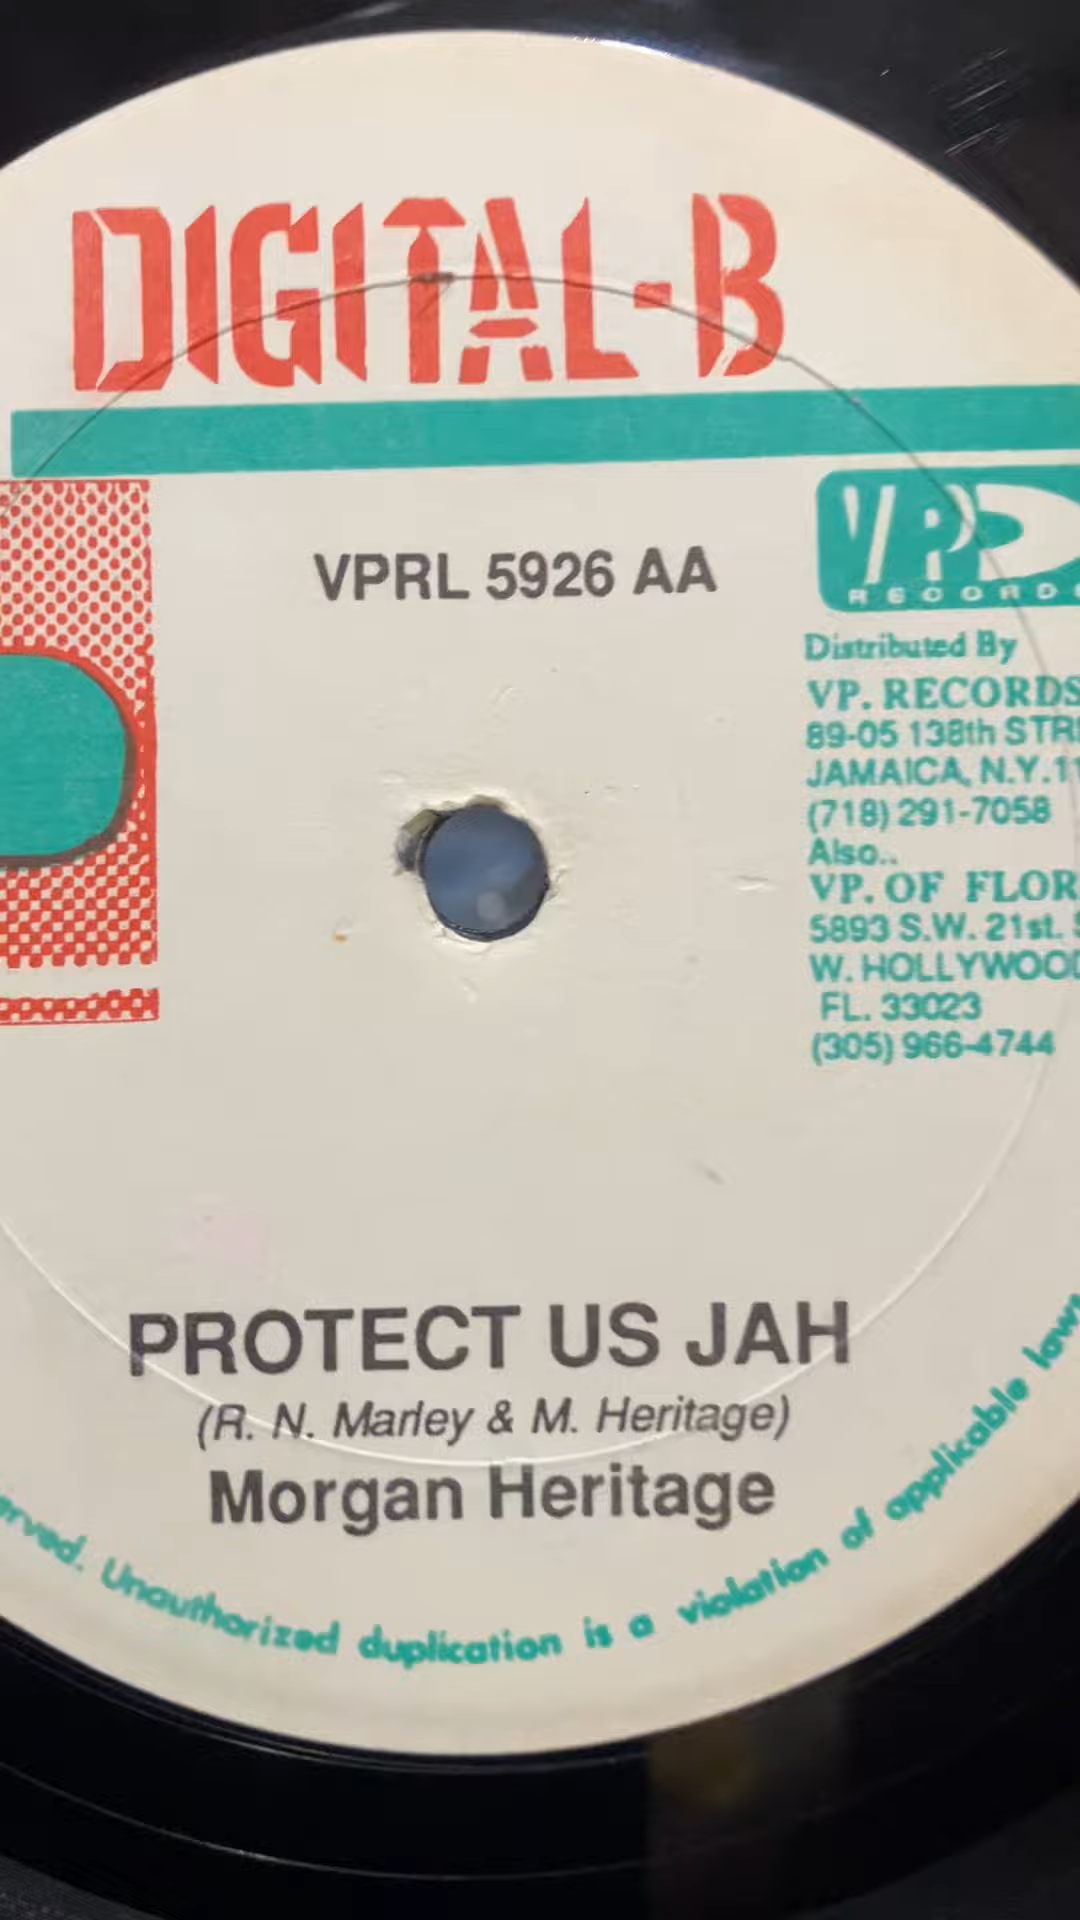 DIGITAL-B
VPRL 5926 AA
VP
RECORDS
Distributed By
VP. RECORDS
89-05 138th
JAMAICA, N.Y.
(718) 291-7058
Also..
VP. OF
5893 S.W. 21st.
W.
FL. 33023
(305) 966-4744
PROTECT US JAH
(R. N. Marley & M. Heritage)
Morgan Heritage
Unauthorized duplication is a violation of applicable laws